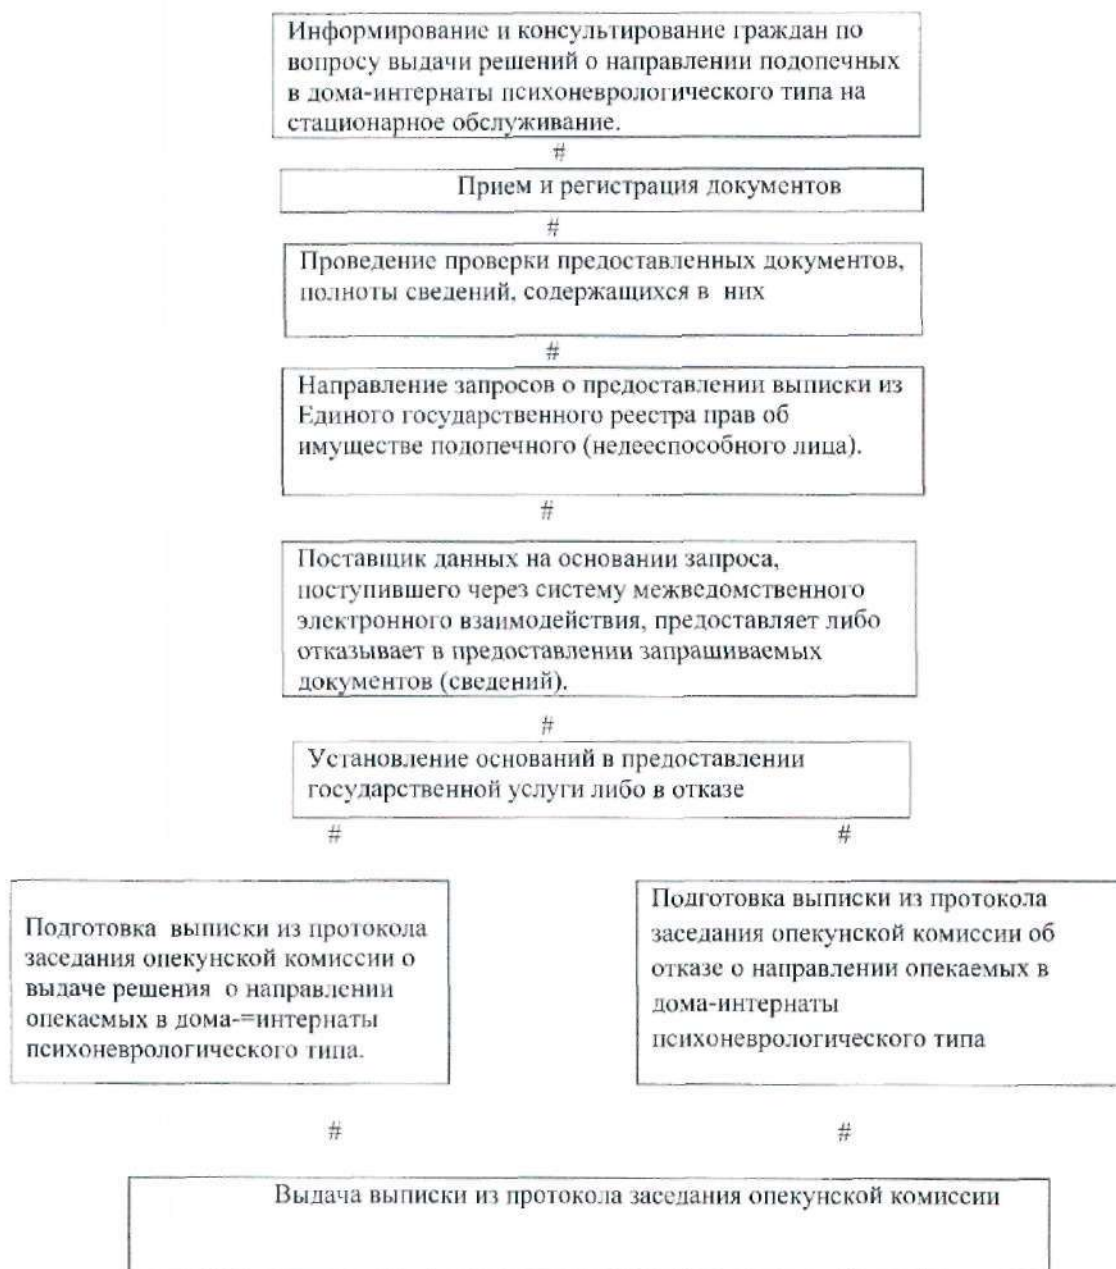 Информирование и консультирование граждан по
вопросу выдачи решений о направлении подопечных
в дома-интернаты психоневрологического типа на
стационарное обслуживание.
#
Прием и регистрация документов
#
Проведение проверки предоставленных документов,
полноты сведений, содержащихся в них
#
Направление запросов о предоставлении выписки из
Единого государственного реестра прав об
имуществе подопечного (недееспособного лица).
#
Поставщик данных на основании запроса,
поступившего через систему межведомственного
электронного взаимодействия, предоставляет либо
отказывает в предоставлении запрашиваемых
документов (сведений).
#
Установление оснований в предоставлении
государственной услуги либо в отказе
# #
Подготовка выписки из протокола
заседания опекунской комиссии о
выдаче решения о направлении
опекаемых в дома-=интернаты
психоневрологического типа.
Подготовка выписки из протокола
заседания опекунской комиссии об
отказе о направлении опекаемых в
дома-интернаты
психоневрологического типа
# #
Выдача выписки из протокола заседания опекунской комиссии